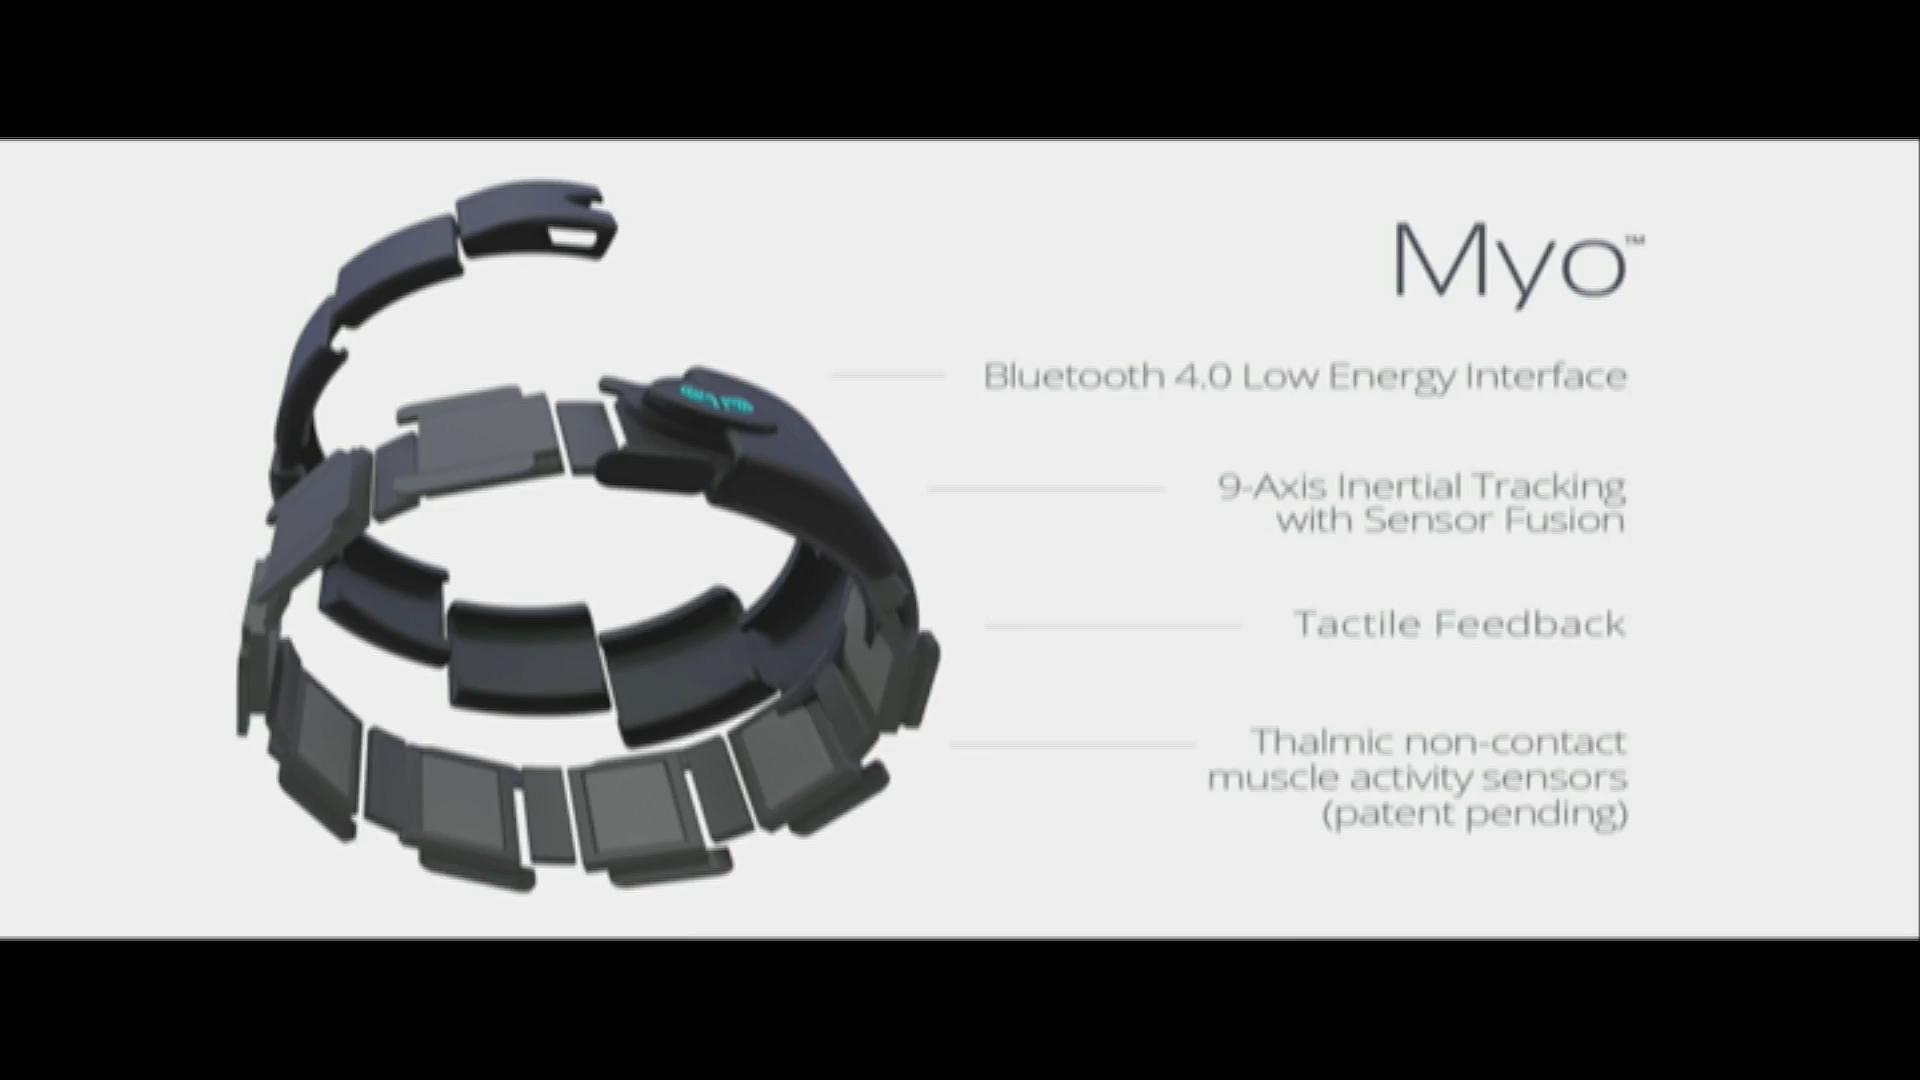 Myo™
Bluetooth 4.0 Low Energy Interface
9-Axis Inertial Tracking
with Sensor Fusion
Tactile Feedback
Thalmic non-contact
muscle activity sensors
(patent pending)